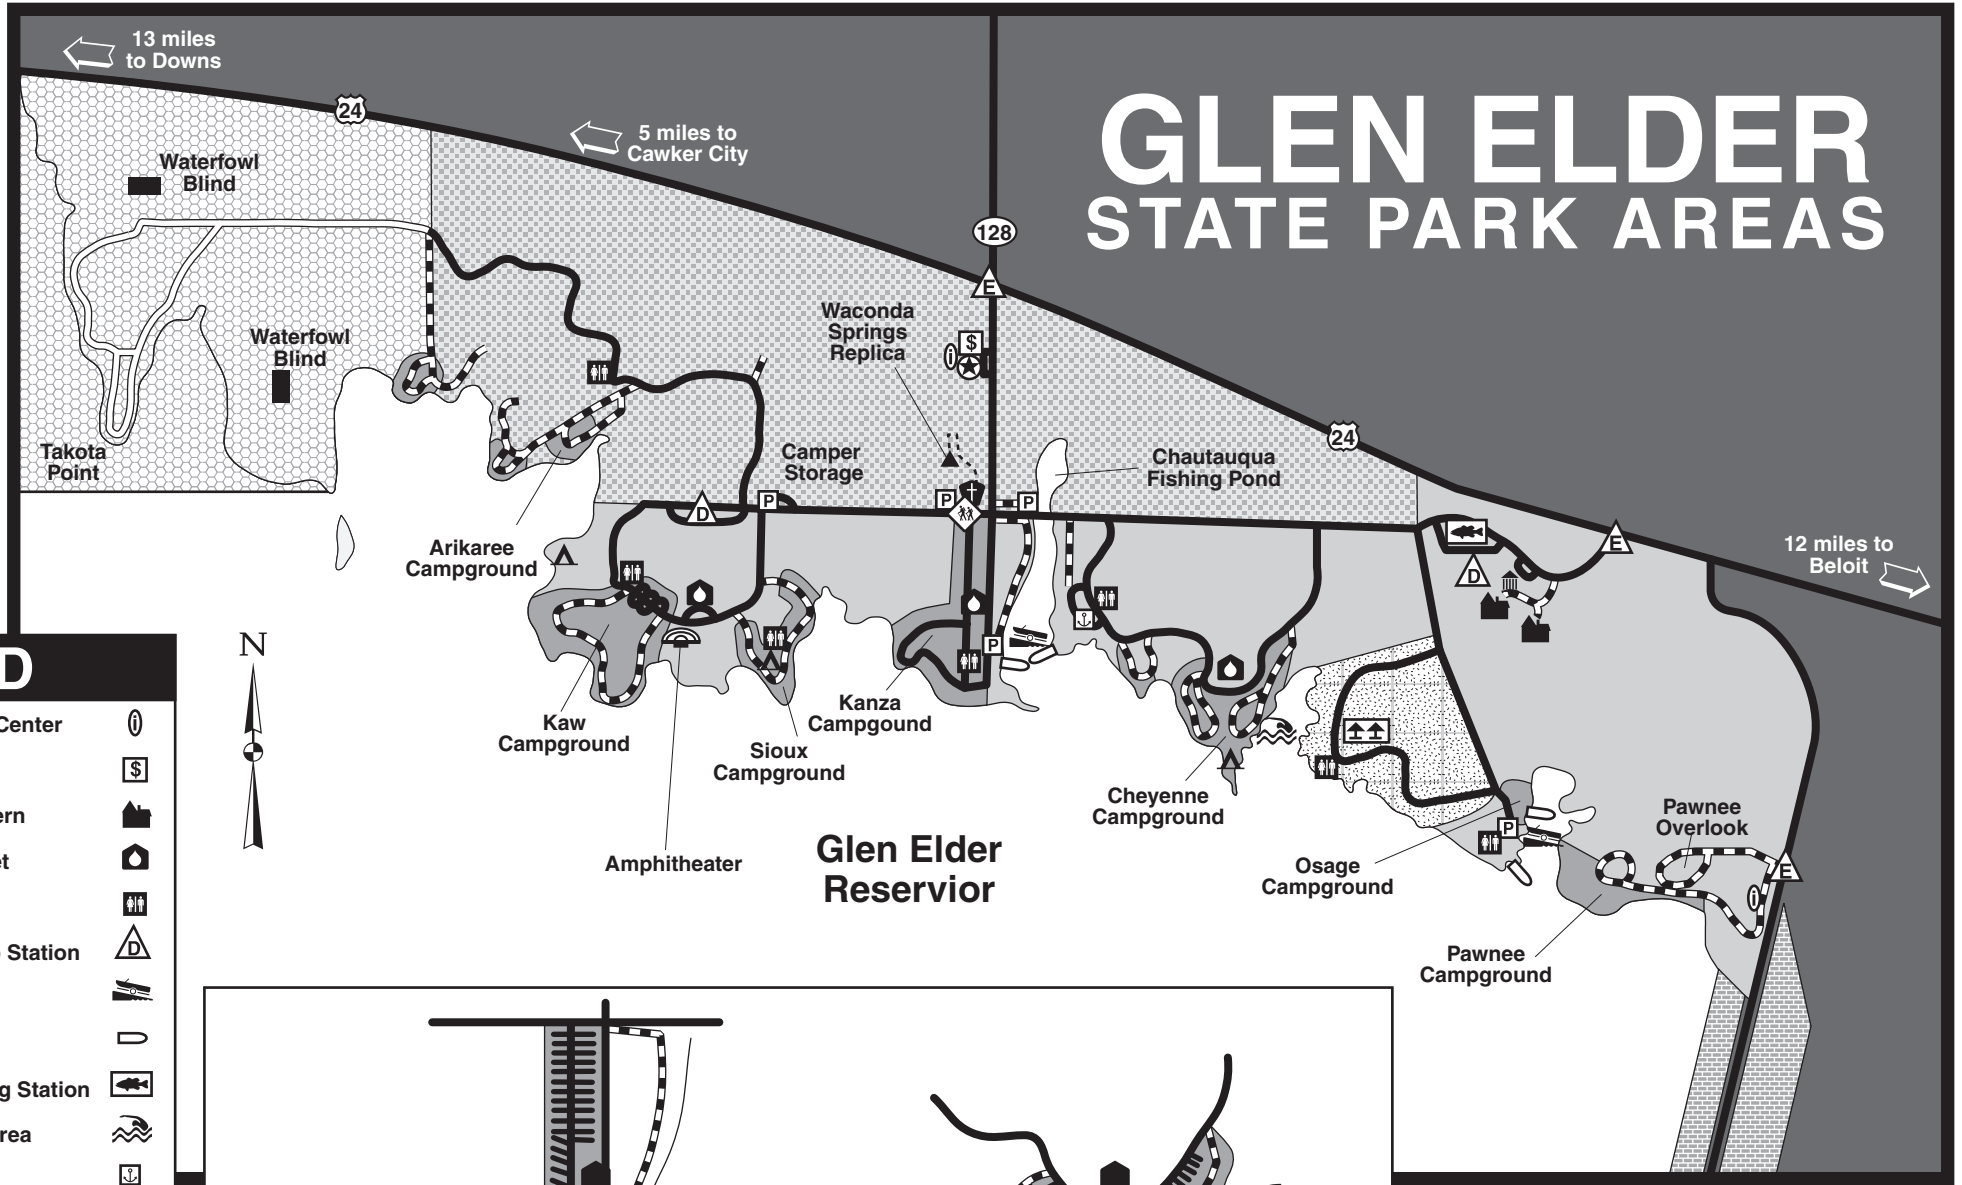 13 miles
to Downs
24
5 miles to
Cawker City
GLEN ELDER
STATE PARK AREAS
Waterfowl
Blind
128
E
Waconda
Springs
Replica
$
i
Waterfowl
Blind
24
Takota
Point
Camper
Storage
Chautauqua
Fishing Pond
P
P
P
D
E
12 miles to
Beloit
Arikaree
Campground
D
N
D
P
Kaw
Campground
Kanza
Campgound
Sioux
Campground
Center
i
$
Cheyenne
Campground
ern
Pawnee
Overlook
P
Glen Elder
Reservior
Amphitheater
et
Osage
Campground
E
i
Station
D
Pawnee
Campground
g Station
rea